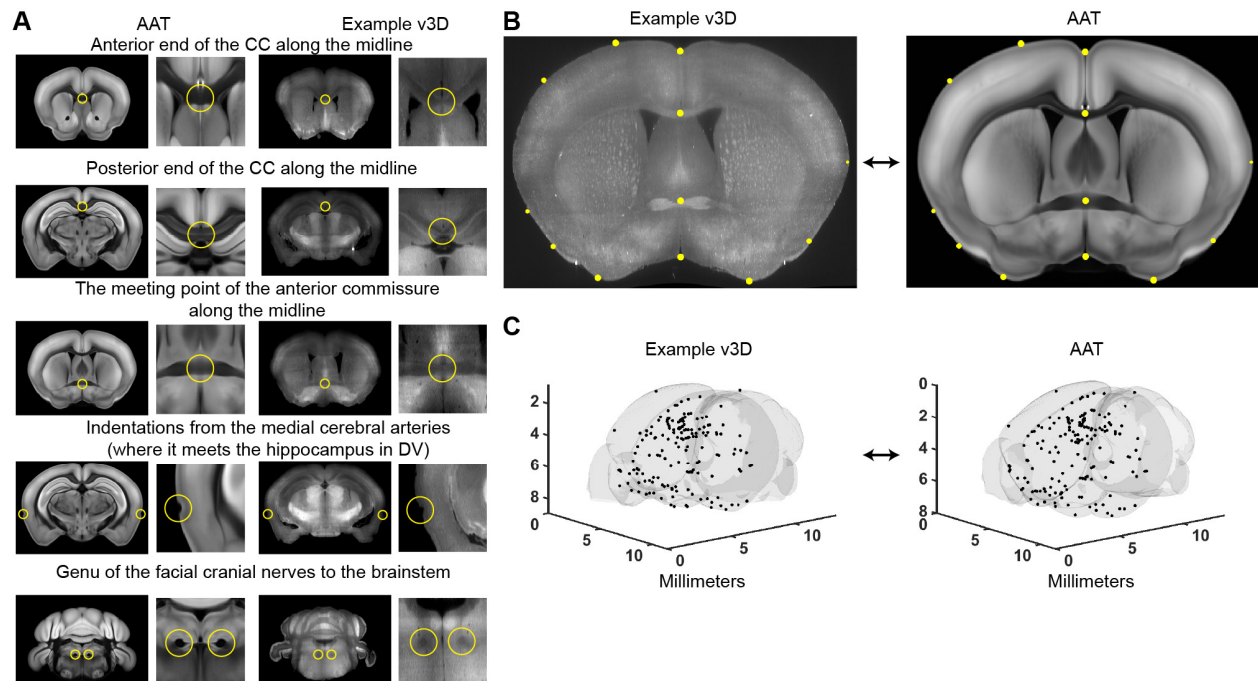 A
AAT
Example v3D
Anterior end of the CC along the midline
Posterior end of the CC along the midline
The meeting point of the anterior commissure
along the midline
Indentations from the medial cerebral arteries
(where it meets the hippocampus in DV)
Genu of the facial cranial nerves to the brainstem
B
Example v3D
AAT
C
Example v3D
2
4
6
8
0
5
10
0
5
10
Millimeters
AAT
0
2
4
6
8
0
5
10
0
5
10
Millimeters